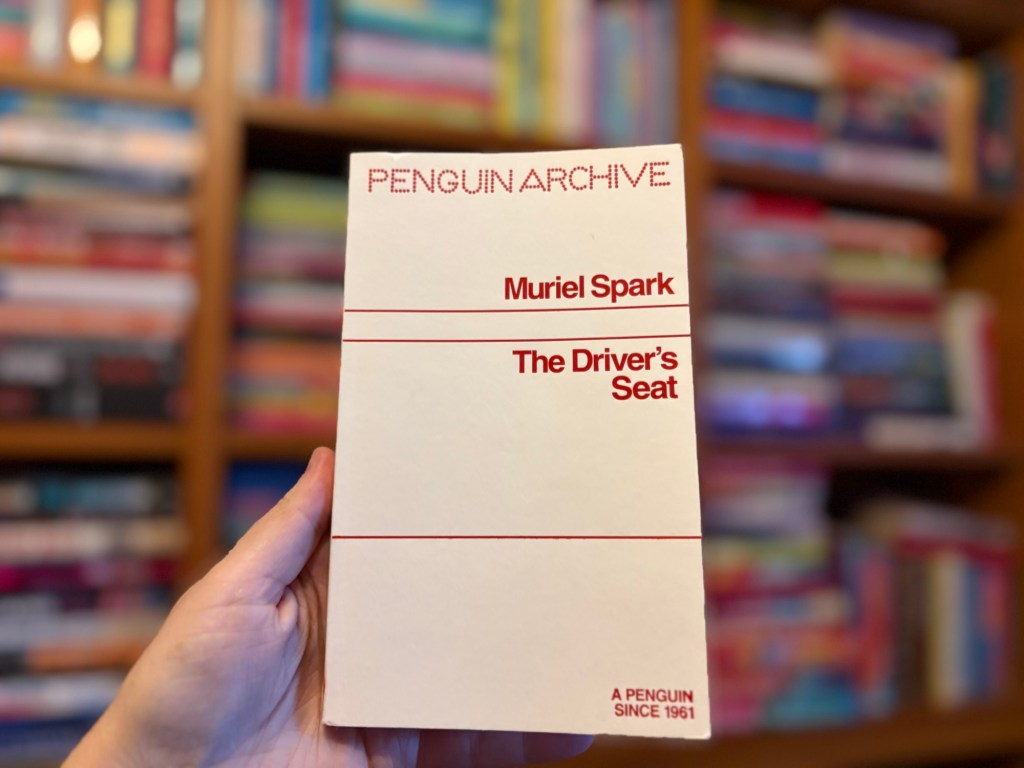 PENGUIN ARCHIVE
Muriel Spark
The Driver's
Seat
A PENGUIN
SINCE 1961